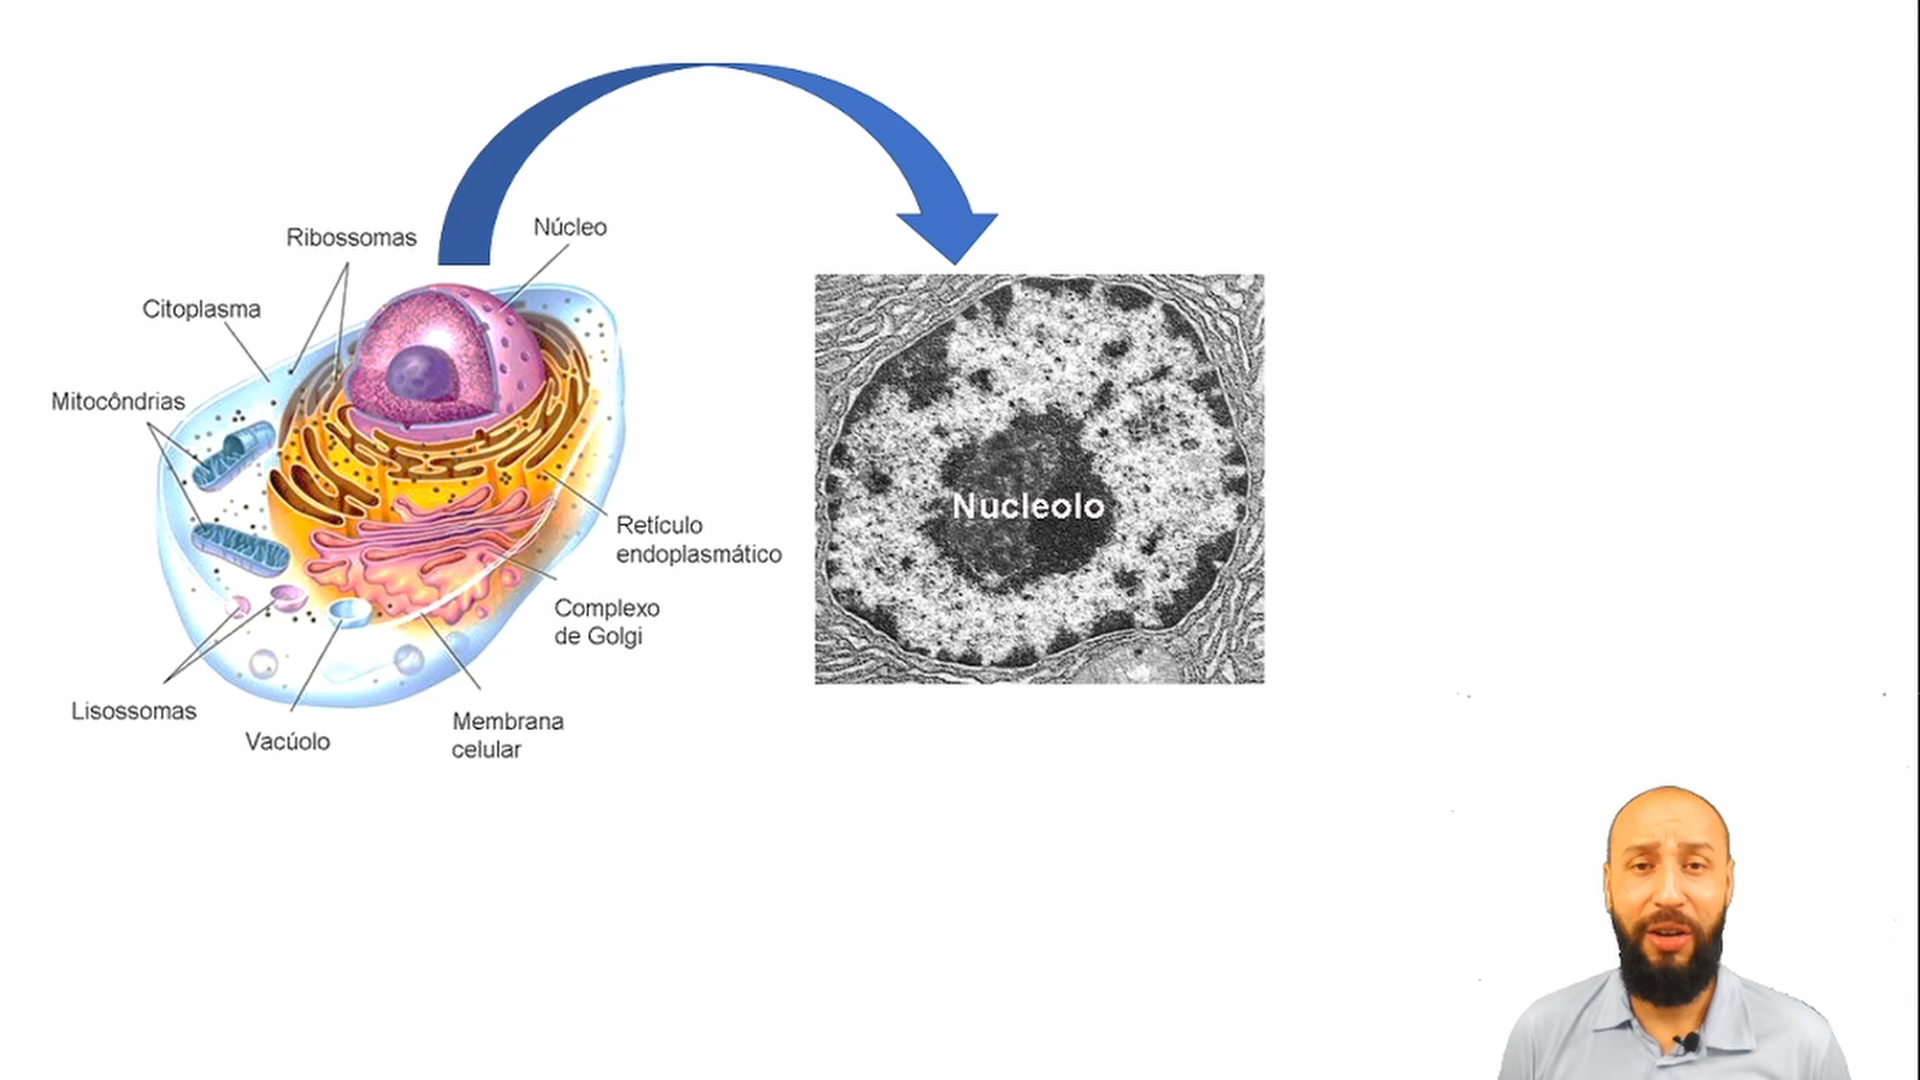 Núcleo
Ribossomas
Citoplasma
Mitocôndrias
Nucleolo
Retículo
endoplasmático
Complexo
de Golgi
Lisossomas
Vacúolo
Membrana
celular